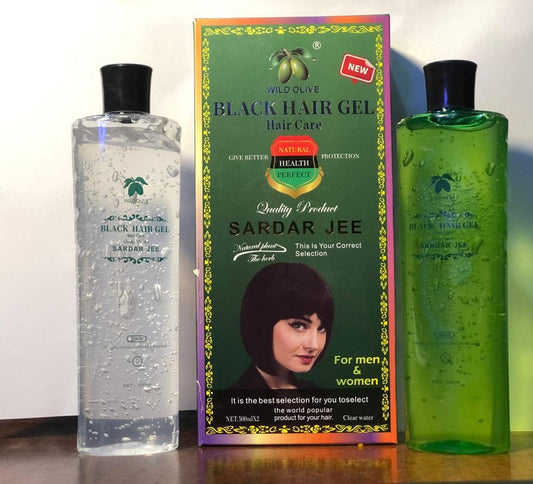 WILD OLIVE
®
NEW
BLACK HAIR GEL
Hair Care
GIVE BETTER
NATURAL
HEALTH
PERFECT
PROTECTION
Quality Product
SARDAR JEE
Natural plant
The herb
This Is Your Correct
Selection
For men
&
women
It is the best selection for you toselect
the world popular
product for your hair.
NET:500mlX2
Clear water
BLACK HAIR GEL
SARDAR JEE
BLACK HAIR GEL
SARDAR JEE